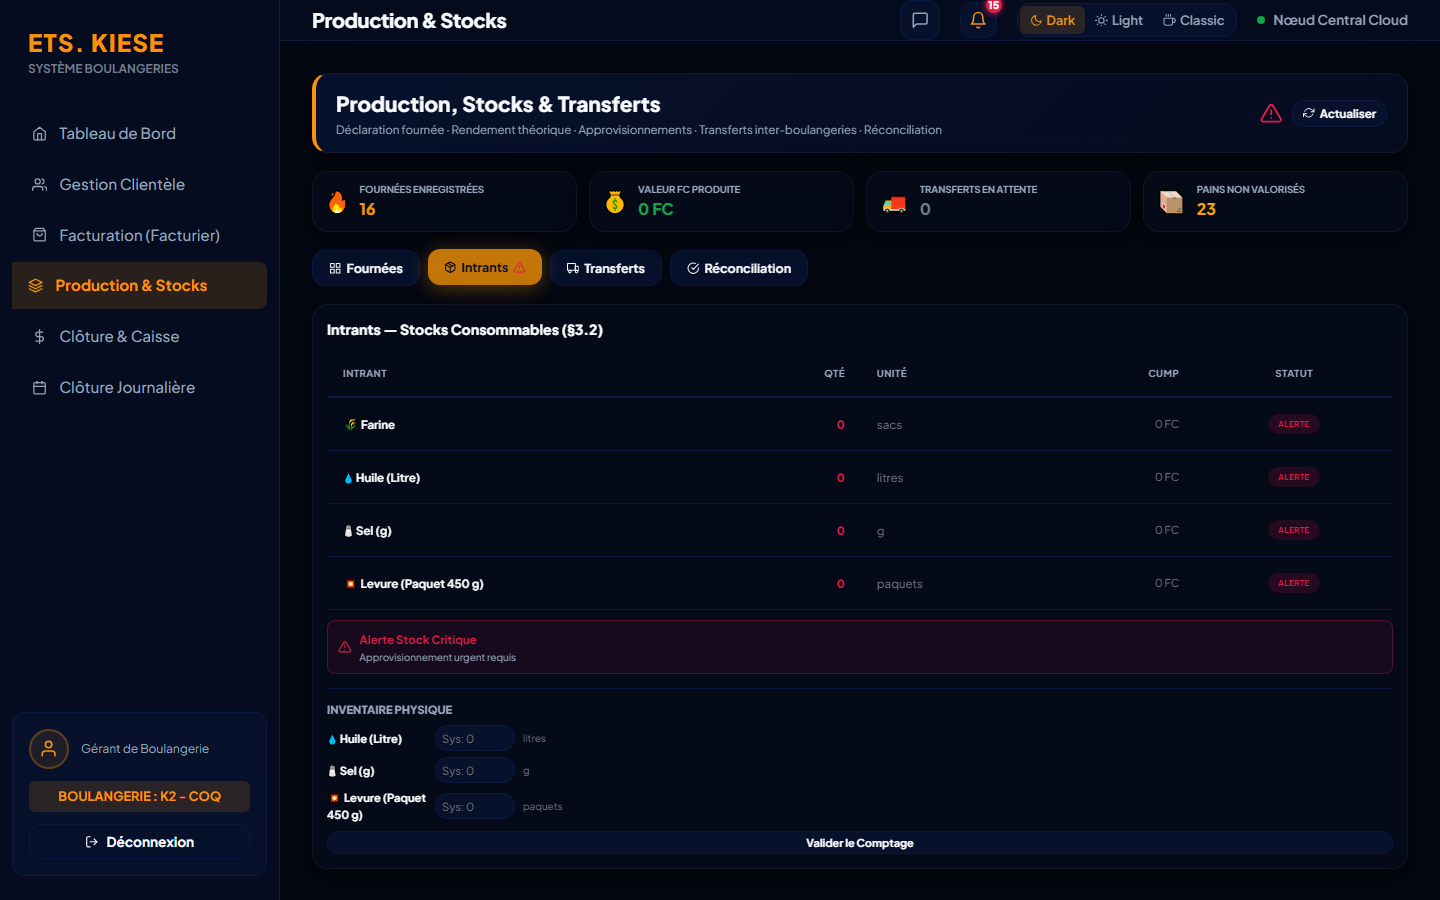 ETS. KIESE
SYSTÈME BOULANGERIES
Tableau de Bord
Gestion Clientèle
Facturation (Facturier)
Production & Stocks
Clôture & Caisse
Clôture Journalière
Gérant de Boulangerie
BOULANGERIE : K2 - COQ
Déconnexion
Production & Stocks
15
Dark
Light
Classic
Nœud Central Cloud
Production, Stocks & Transferts
Déclaration fournée · Rendement théorique · Approvisionnements · Transferts inter-boulangeries · Réconciliation
Actualiser
FOURNÉES ENREGISTRÉES
16
VALEUR FC PRODUITE
0 FC
TRANSFERTS EN ATTENTE
0
PAINS NON VALORISÉS
23
Fournées
Intrants
Transferts
Réconciliation
Intrants — Stocks Consommables (§3.2)
INTRANT QTÉ UNITÉ CUMP STATUT
Farine 0 sacs 0 FC ALERTE
Huile (Litre) 0 litres 0 FC ALERTE
Sel (g) 0 g 0 FC ALERTE
Levure (Paquet 450 g) 0 paquets 0 FC ALERTE
Alerte Stock Critique
Approvisionnement urgent requis
INVENTAIRE PHYSIQUE
Huile (Litre) Sys: 0 litres
Sel (g) Sys: 0 g
Levure (Paquet
450 g) Sys: 0 paquets
Valider le Comptage